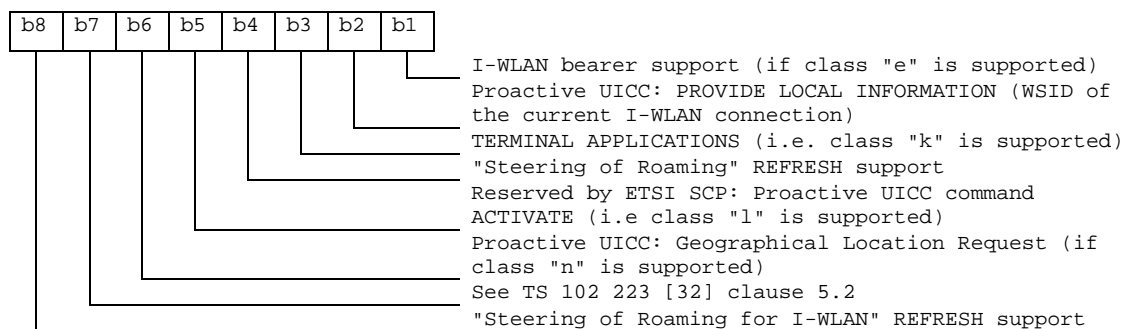 b8 b7 b6 b5 b4 b3 b2 b1
I-WLAN bearer support (if class "e" is supported)
Proactive UICC: PROVIDE LOCAL INFORMATION (WSID of
the current I-WLAN connection)
TERMINAL APPLICATIONS (i.e. class "k" is supported)
"Steering of Roaming" REFRESH support
Reserved by ETSI SCP: Proactive UICC command
ACTIVATE (i.e class "l" is supported)
Proactive UICC: Geographical Location Request (if
class "n" is supported)
See TS 102 223 [32] clause 5.2
"Steering of Roaming for I-WLAN" REFRESH support